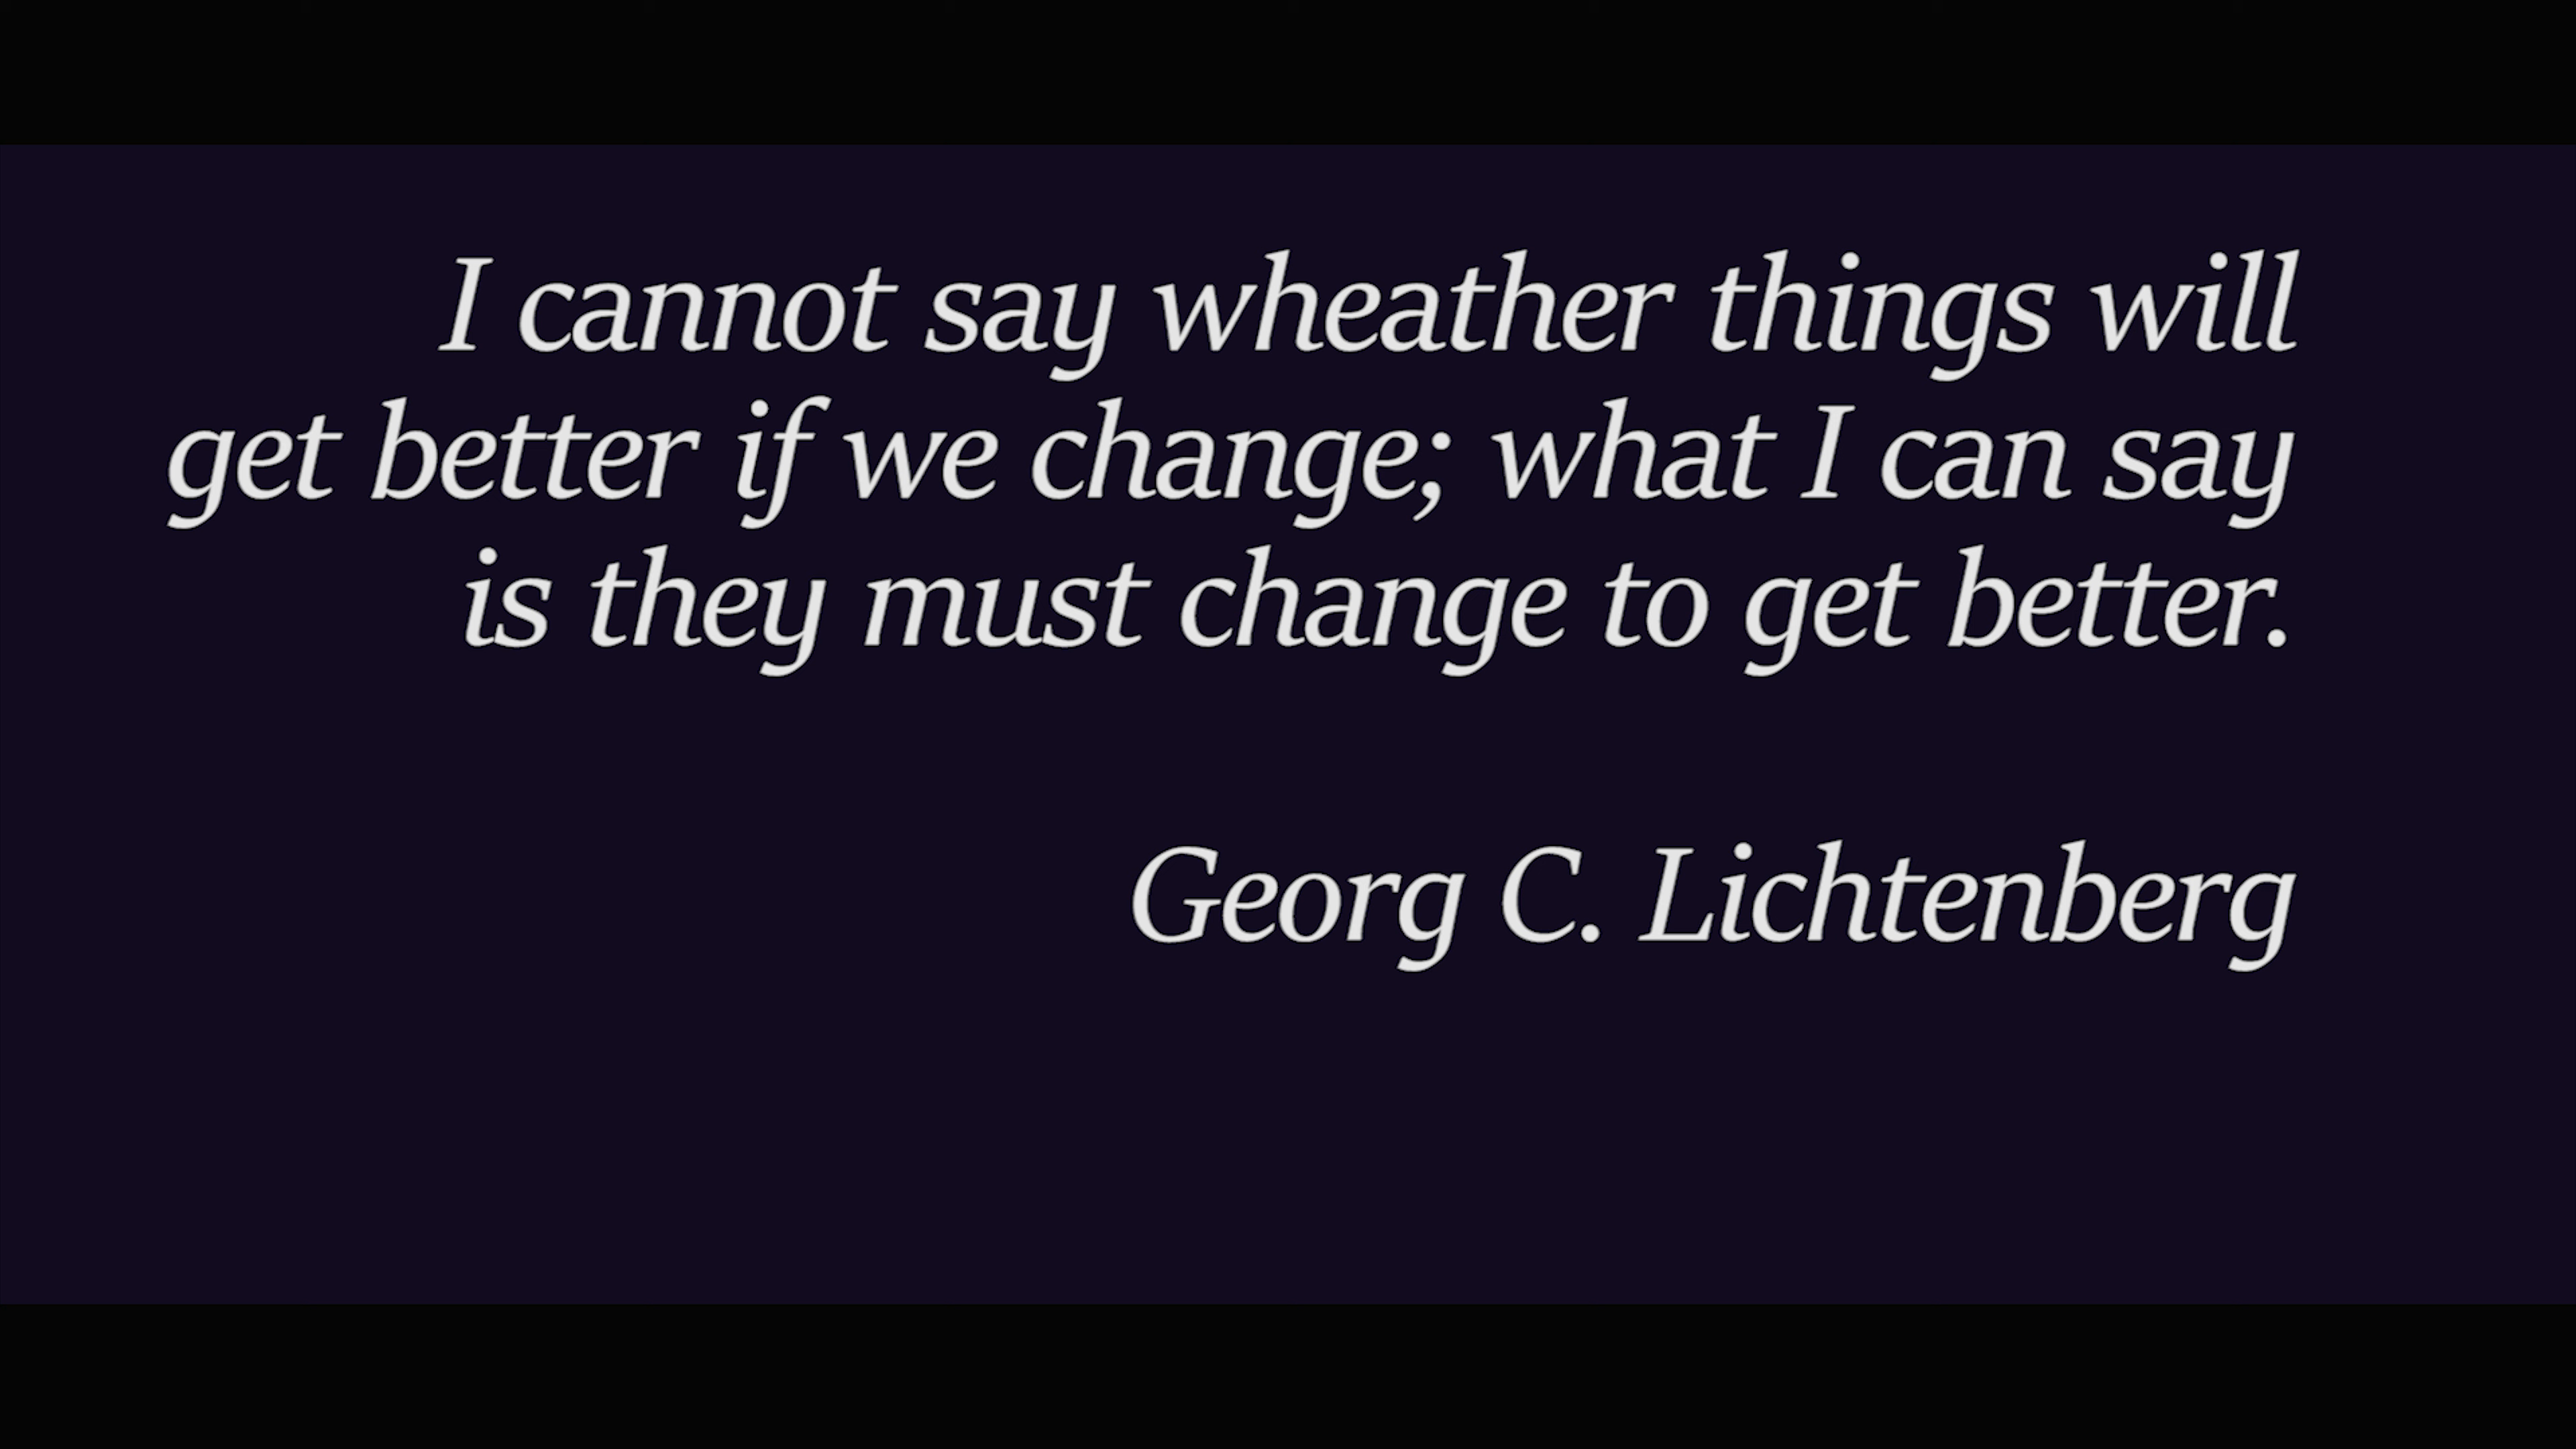 I cannot say wheather things will
get better if we change; what I can say
is they must change to get better.
Georg C. Lichtenberg